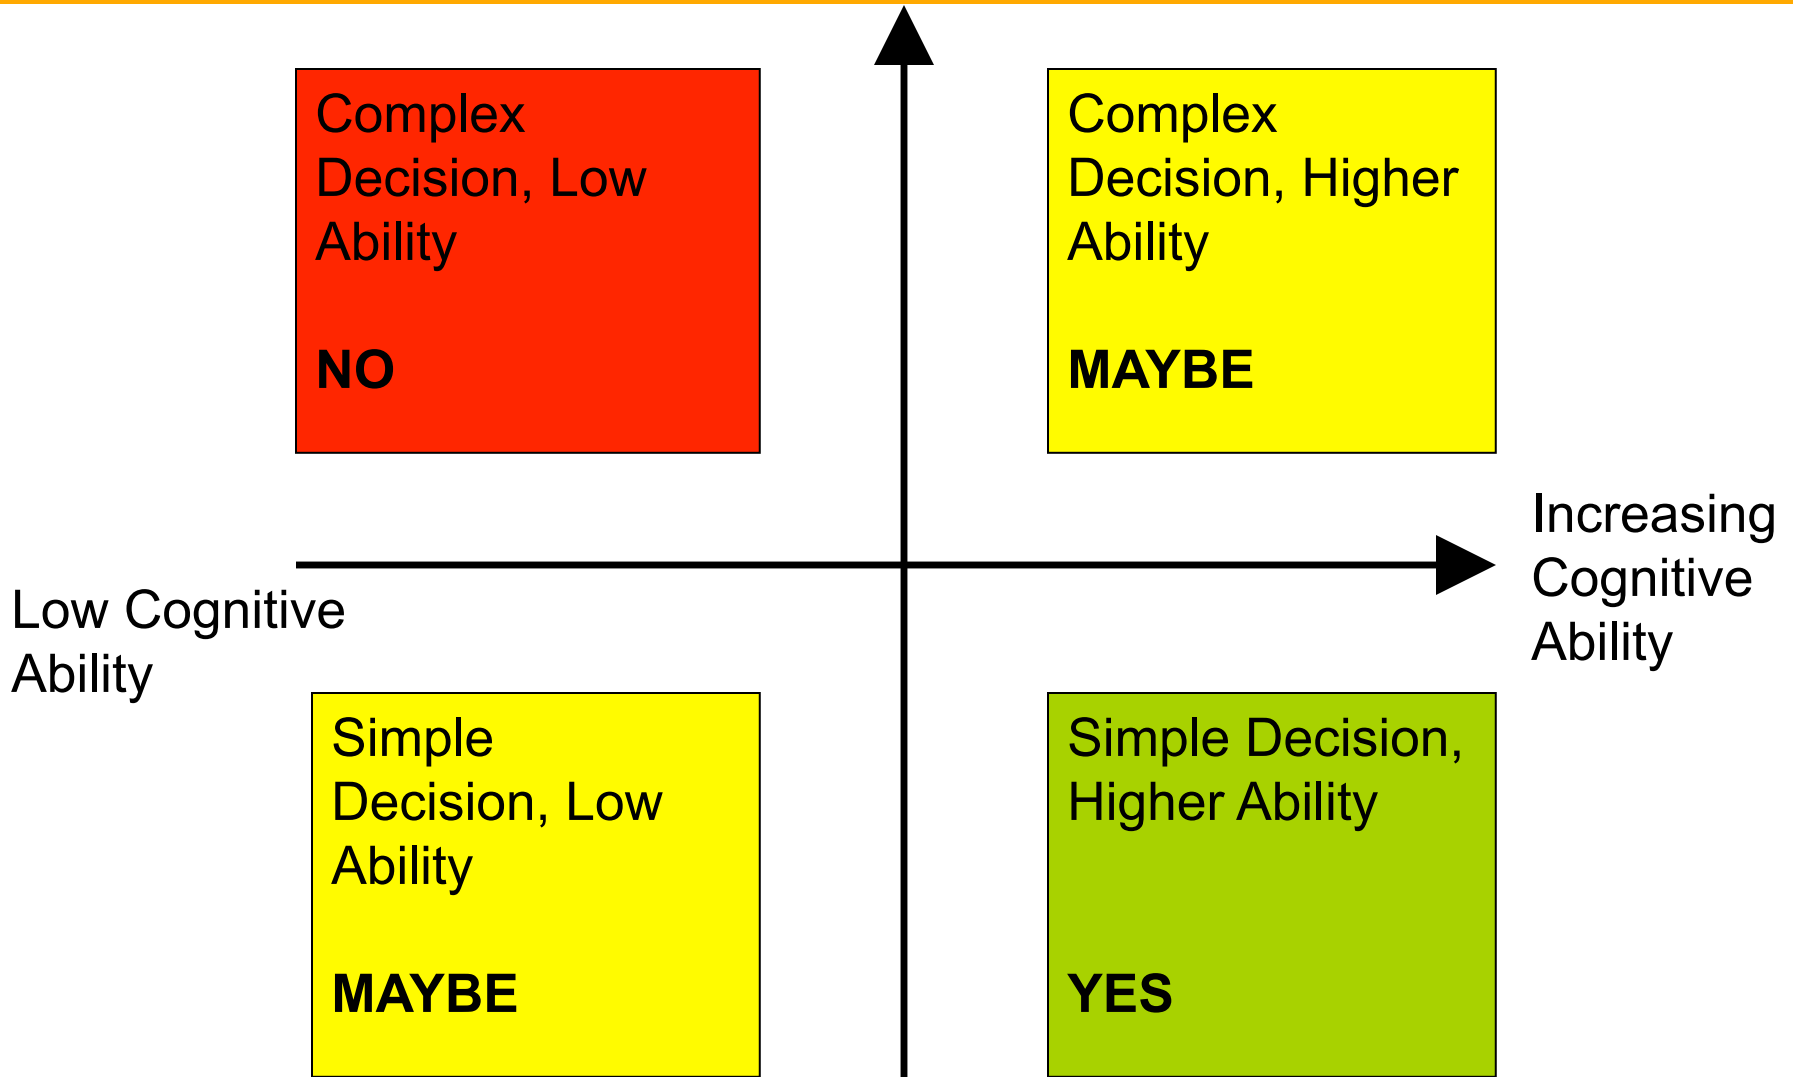 Complex
Decision, Low
Ability
NO
Complex
Decision, Higher
Ability
MAYBE
Increasing
Cognitive
Ability
Low Cognitive
Ability
Simple
Decision, Low
Ability
MAYBE
Simple Decision,
Higher Ability
YES